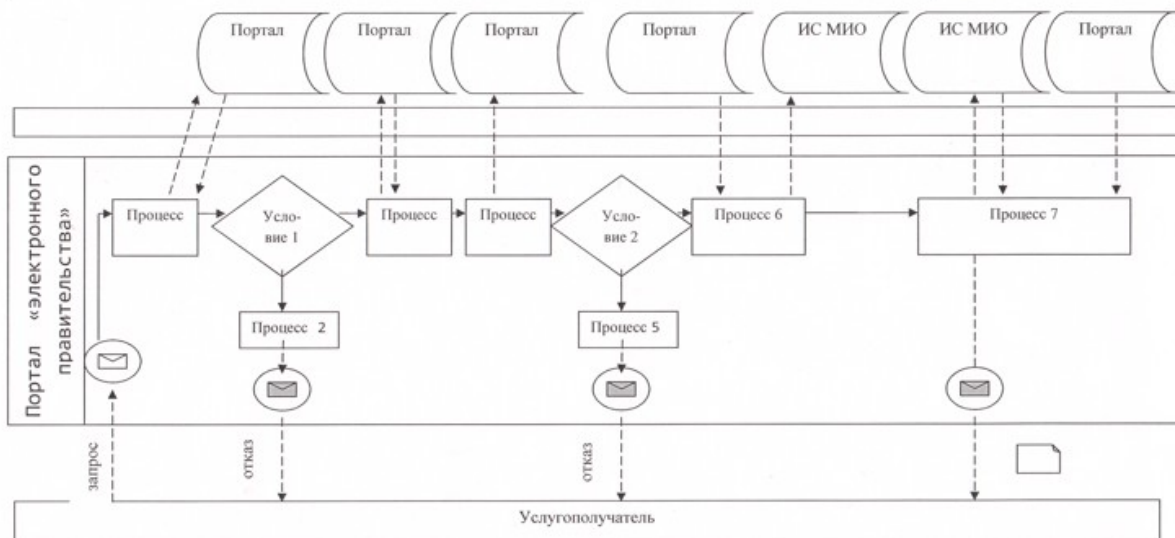 Портал
Портал
Портал
Портал
ИС МИО
ИС МИО
Портал
Портал «электронного
правительства»
Процесс
Усло-
вие 1
Процесс
Процесс
Усло-
вие 2
Процесс 6
Процесс 7
Процесс 2
Процесс 5
запрос
отказ
отказ
Услугополучатель